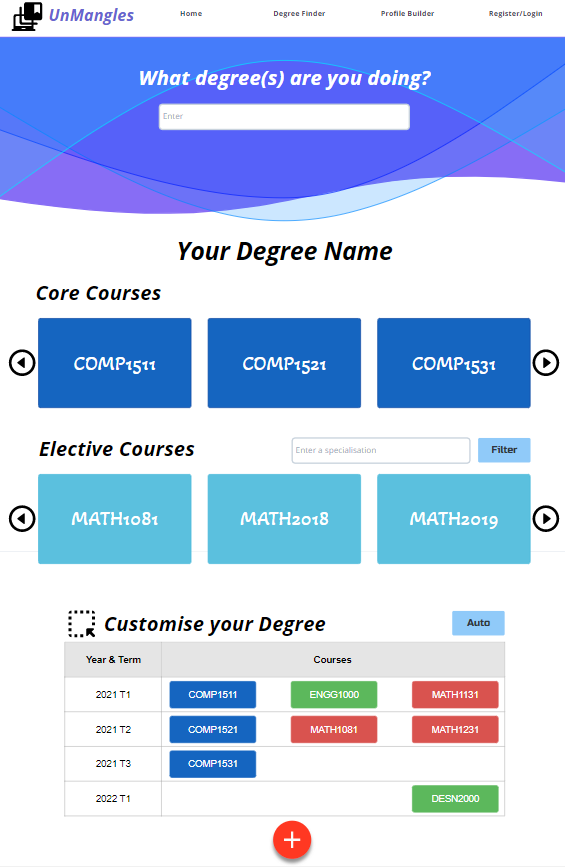 UnMangles Home Degree Finder Profile Builder Register/Login
What degree(s) are you doing?
Enter
Your Degree Name
Core Courses
COMP1511 COMP1521 COMP1531
Elective Courses Enter a specialisation Filter
MATH1081 MATH2018 MATH2019
Customise your Degree Auto
Year & Term Courses
2021 T1 COMP1511 ENGG1000 MATH1131
2021 T2 COMP1521 MATH1081 MATH1231
2021 T3 COMP1531
2022 T1 DESN2000